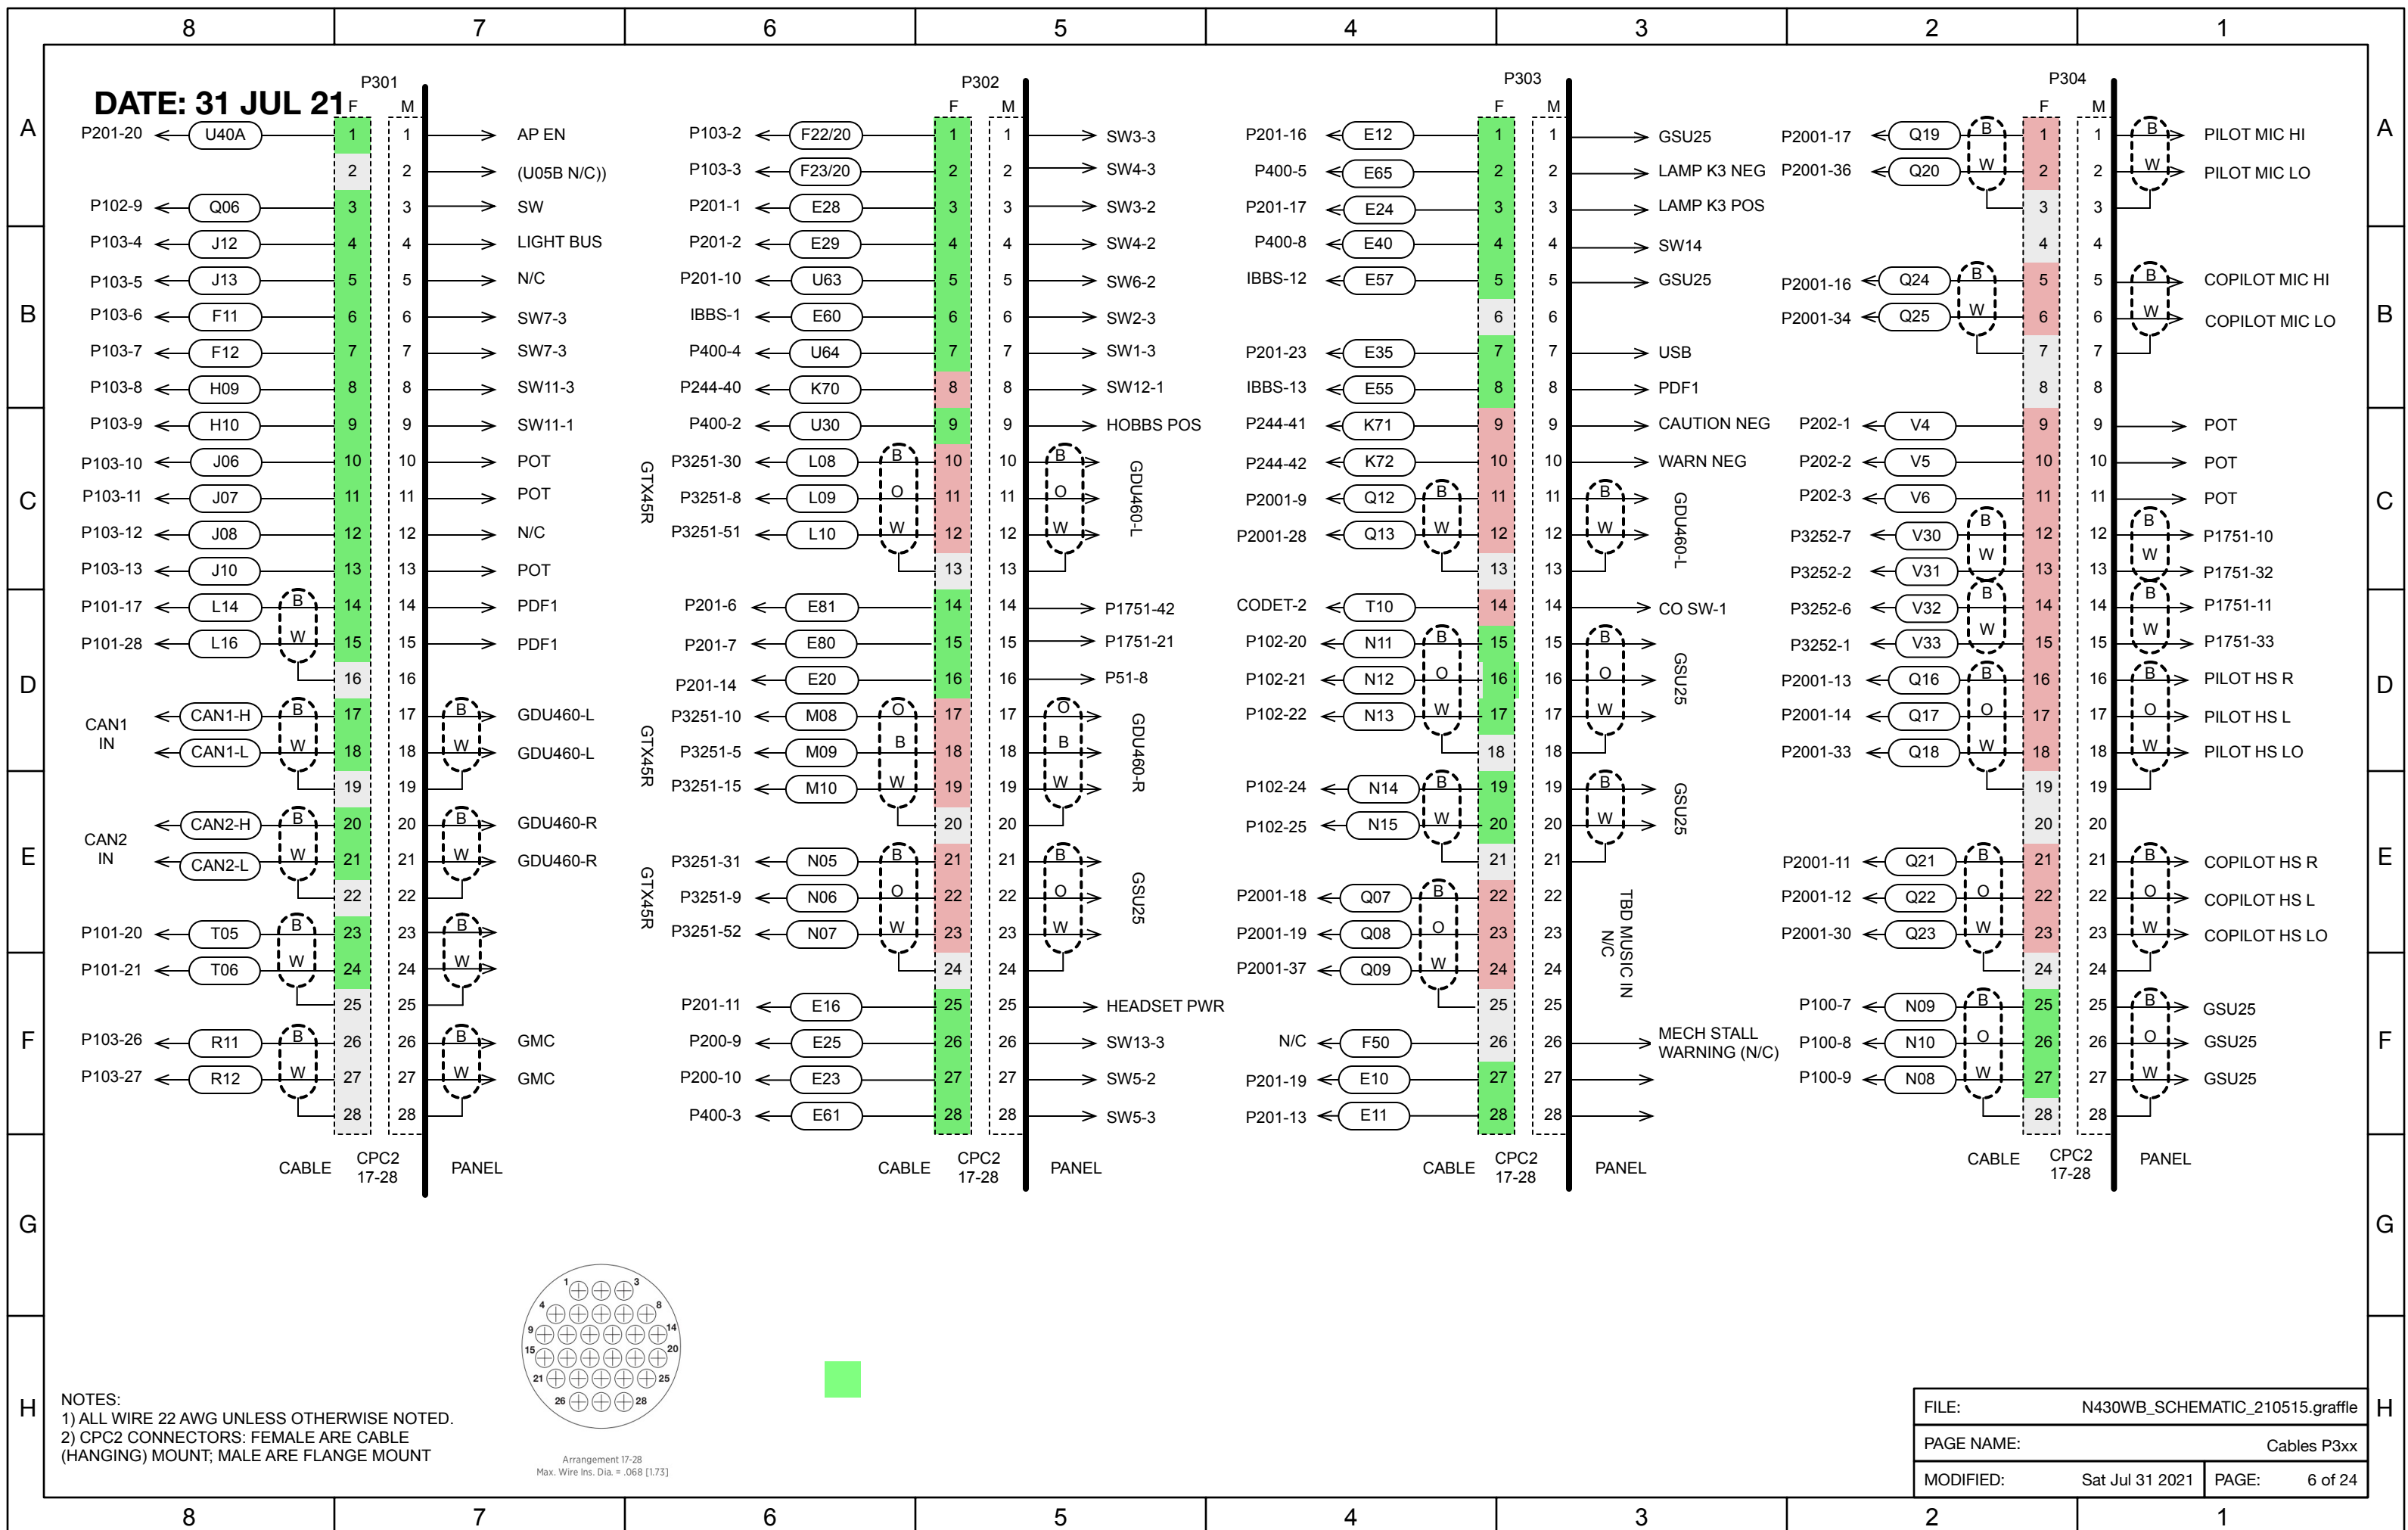 8 7 6 5 4 3 2 1
DATE: 31 JUL 21
P301
F M
P201-20 U40A 1 1 AP EN
2 2 (U05B N/C))
P102-9 Q06 3 3 SW
P103-4 J12 4 4 LIGHT BUS
P103-5 J13 5 5 N/C
P103-6 F11 6 6 SW7-3
P103-7 F12 7 7 SW7-3
P103-8 H09 8 8 SW11-3
P103-9 H10 9 9 SW11-1
P103-10 J06 10 10 POT
P103-11 J07 11 11 POT
P103-12 J08 12 12 N/C
P103-13 J10 13 13 POT
P101-17 L14 B 14 14 PDF1
P101-28 L16 W 15 15 PDF1
16 16
CAN1 IN
CAN1-H B 17 17 B GDU460-L
CAN1-L W 18 18 W GDU460-L
19 19
CAN2 IN
CAN2-H B 20 20 B GDU460-R
CAN2-L W 21 21 W GDU460-R
22 22
P101-20 T05 B 23 23 B
P101-21 T06 W 24 24 W
25 25
P103-26 R11 B 26 26 B GMC
P103-27 R12 W 27 27 W GMC
28 28
CABLE CPC2 17-28 PANEL
P302
F M
P103-2 F22/20 1 1 SW3-3
P103-3 F23/20 2 2 SW4-3
P201-1 E28 3 3 SW3-2
P201-2 E29 4 4 SW4-2
P201-10 U63 5 5 SW6-2
IBBS-1 E60 6 6 SW2-3
P400-4 U64 7 7 SW1-3
P244-40 K70 8 8 SW12-1
P400-2 U30 9 9 HOBBS POS
GTX45R
P3251-30 L08 B 10 10 B
P3251-8 L09 O 11 11 O
P3251-51 L10 W 12 12 W
GDU460-L
13 13
P201-6 E81 14 14 P1751-42
P201-7 E80 15 15 P1751-21
P201-14 E20 16 16 P51-8
GTX45R
P3251-10 M08 O 17 17 O
P3251-5 M09 B 18 18 B
P3251-15 M10 W 19 19 W
GDU460-R
20 20
GTX45R
P3251-31 N05 B 21 21 B
P3251-9 N06 O 22 22 O
P3251-52 N07 W 23 23 W
GSU25
24 24
P201-11 E16 25 25 HEADSET PWR
P200-9 E25 26 26 SW13-3
P200-10 E23 27 27 SW5-2
P400-3 E61 28 28 SW5-3
CABLE CPC2 17-28 PANEL
P303
F M
P201-16 E12 1 1 GSU25
P400-5 E65 2 2 LAMP K3 NEG
P201-17 E24 3 3 LAMP K3 POS
P400-8 E40 4 4 SW14
IBBS-12 E57 5 5 GSU25
6 6
P201-23 E35 7 7 USB
IBBS-13 E55 8 8 PDF1
P244-41 K71 9 9 CAUTION NEG
P244-42 K72 10 10 WARN NEG
P2001-9 Q12 B 11 11 B
P2001-28 Q13 W 12 12 W
GDU460-L
13 13
CODET-2 T10 14 14 CO SW-1
P102-20 N11 B 15 15 B
P102-21 N12 O 16 16 O
P102-22 N13 W 17 17 W
GSU25
18 18
P102-24 N14 B 19 19 B
P102-25 N15 W 20 20 W
GSU25
21 21
P2001-18 Q07 B 22 22
P2001-19 Q08 O 23 23
P2001-37 Q09 W 24 24
TBD MUSIC IN
N/C
25 25
N/C F50 26 26 MECH STALL
WARNING (N/C)
P201-19 E10 27 27
P201-13 E11 28 28
CABLE CPC2 17-28 PANEL
P304
F M
P2001-17 Q19 B 1 1 B PILOT MIC HI
P2001-36 Q20 W 2 2 W PILOT MIC LO
3 3
4 4
P2001-16 Q24 B 5 5 B COPILOT MIC HI
P2001-34 Q25 W 6 6 W COPILOT MIC LO
7 7
8 8
P202-1 V4 9 9 POT
P202-2 V5 10 10 POT
P202-3 V6 11 11 POT
P3252-7 V30 B 12 12 B P1751-10
P3252-2 V31 W 13 13 W P1751-32
P3252-6 V32 B 14 14 B P1751-11
P3252-1 V33 W 15 15 W P1751-33
P2001-13 Q16 B 16 16 B PILOT HS R
P2001-14 Q17 O 17 17 O PILOT HS L
P2001-33 Q18 W 18 18 W PILOT HS LO
19 19
20 20
P2001-11 Q21 B 21 21 B COPILOT HS R
P2001-12 Q22 O 22 22 O COPILOT HS L
P2001-30 Q23 W 23 23 W COPILOT HS LO
24 24
P100-7 N09 B 25 25 B GSU25
P100-8 N10 O 26 26 O GSU25
P100-9 N08 W 27 27 W GSU25
28 28
CABLE CPC2 17-28 PANEL
A A
B B
C C
D D
E E
F F
G G
H H
1 3
4 8
9 14
15 20
21 25
26 28
Arrangement 17-28
Max. Wire Ins. Dia. = .068 [1.73]
NOTES:
1) ALL WIRE 22 AWG UNLESS OTHERWISE NOTED.
2) CPC2 CONNECTORS: FEMALE ARE CABLE
(HANGING) MOUNT; MALE ARE FLANGE MOUNT
FILE: N430WB_SCHEMATIC_210515.graffle
PAGE NAME: Cables P3xx
MODIFIED: Sat Jul 31 2021 PAGE: 6 of 24
8 7 6 5 4 3 2 1